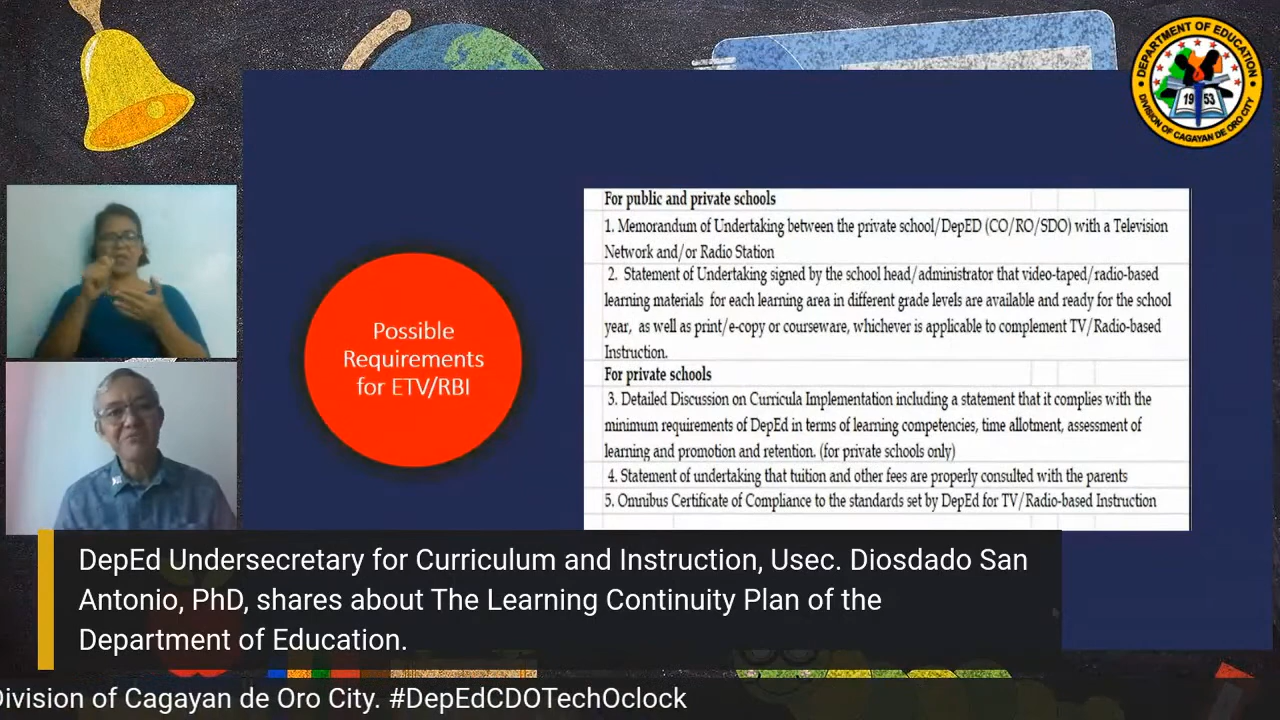 DEPARTMENT OF EDUCATION
19 53
DIVISION OF CAGAYAN DE ORO CITY
Possible
Requirements
for ETV/RBI
For public and private schools
1. Memorandum of Undertaking between the private school/DepED (CO/RO/SDO) with a Television
Network and/or Radio Station
2. Statement of Undertaking signed by the school head/administrator that video-taped/radio-based
learning materials for each learning area in different grade levels are available and ready for the school
year, as well as print/e-copy or courseware, whichever is applicable to complement TV/Radio-based
Instruction.
For private schools
3. Detailed Discussion on Curricula Implementation including a statement that it complies with the
minimum requirements of DepEd in terms of learning competencies, time allotment, assessment of
learning and promotion and retention. (for private schools only)
4. Statement of undertaking that tuition and other fees are properly consulted with the parents
5. Omnibus Certificate of Compliance to the standards set by DepEd for TV/Radio-based Instruction
DepEd Undersecretary for Curriculum and Instruction, Usec. Diosdado San
Antonio, PhD, shares about The Learning Continuity Plan of the
Department of Education.
Division of Cagayan de Oro City. #DepEdCDOTechOclock